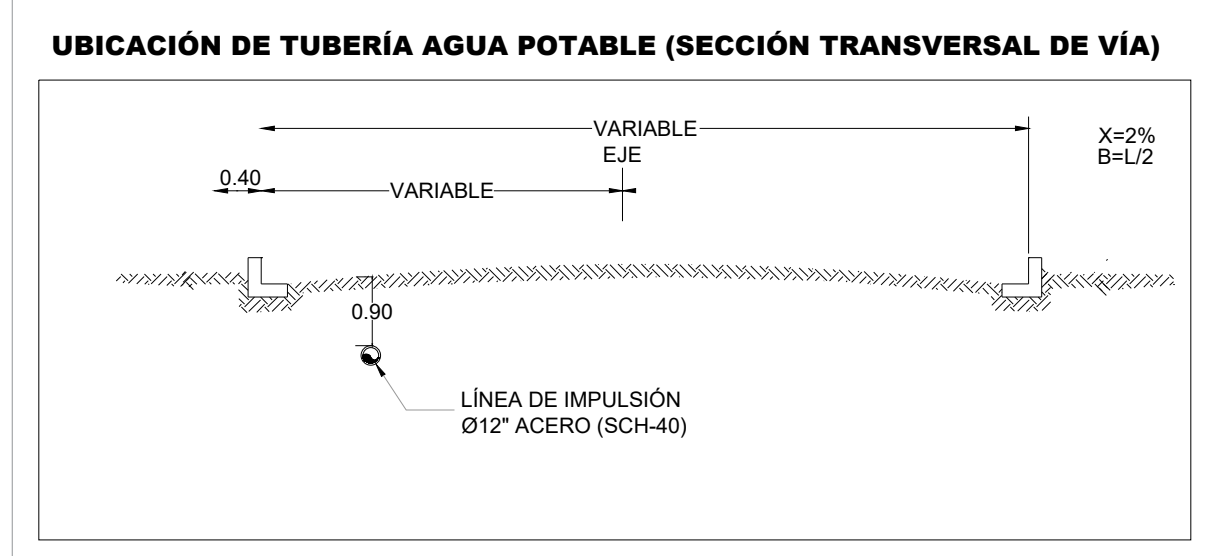 UBICACIÓN DE TUBERÍA AGUA POTABLE (SECCIÓN TRANSVERSAL DE VÍA)
VARIABLE
EJE
X=2%
B=L/2
0.40
VARIABLE
0.90
LÍNEA DE IMPULSIÓN
Ø12" ACERO (SCH-40)